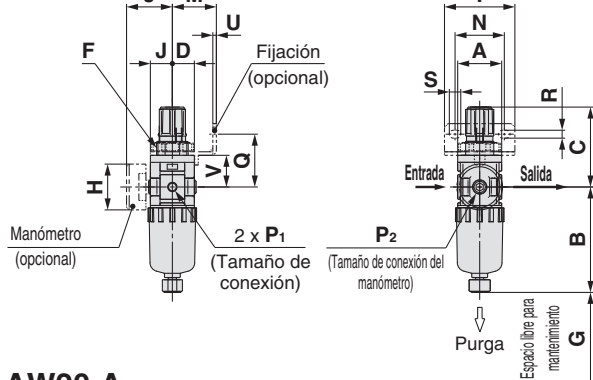 U
N
F
J
D
A
Fijación
(opcional)
S
R
C
Q
V
H
Entrada
Salida
Manómetro
(opcional)
2 x P1
(Tamaño de
conexión)
P2
(Tamaño de conexión del
manómetro)
B
Purga
Espacio libre para
mantenimiento
G